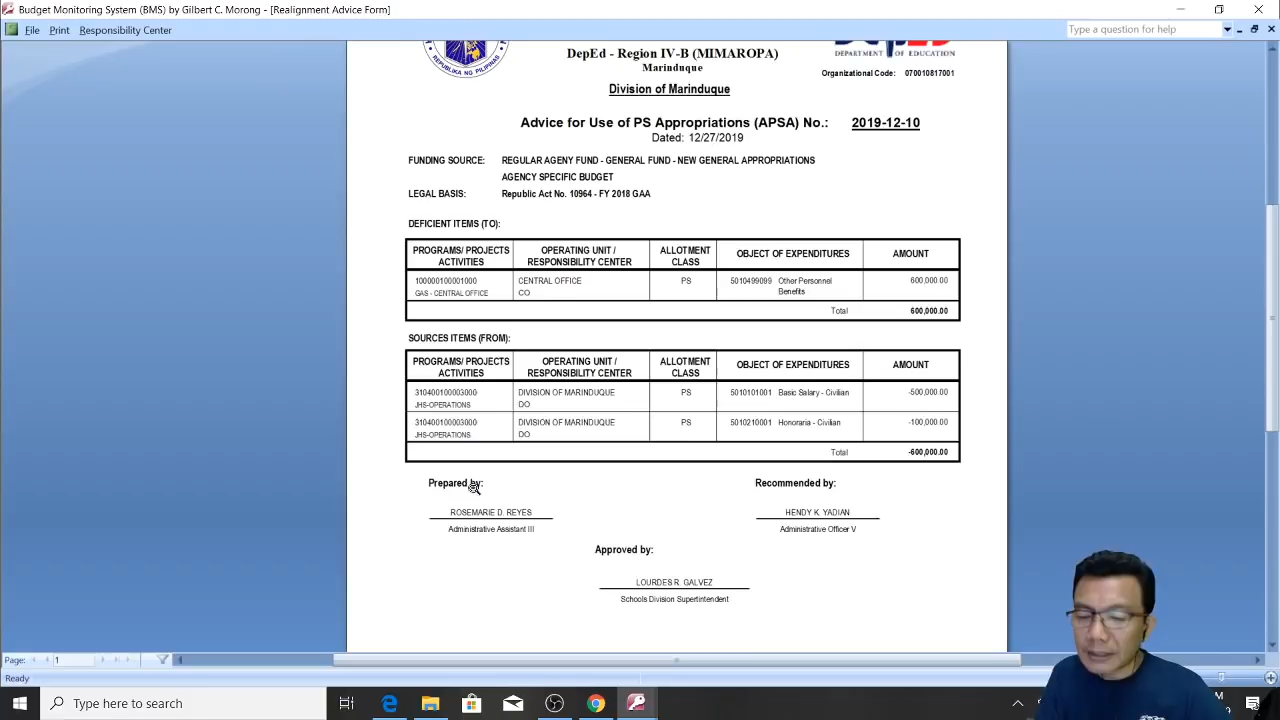 Budget Monitoring System (BMS) by Gilbert C. Morong - [Realignment Advice Form]
File Print Responsibility Center
Type a question for help
REPUBLIKA NG PILIPINAS
DepEd - Region IV-B (MIMAROPA)
DEPARTMENT OF EDUCATION
Marinduque
Organizational Code: 070010817001
Division of Marinduque
Advice for Use of PS Appropriations (APSA) No.: 2019-12-10
Dated: 12/27/2019
FUNDING SOURCE: REGULAR AGENY FUND - GENERAL FUND - NEW GENERAL APPROPRIATIONS
AGENCY SPECIFIC BUDGET
LEGAL BASIS: Republic Act No. 10964 - FY 2018 GAA
DEFICIENT ITEMS (TO):
PROGRAMS/ PROJECTS ACTIVITIES OPERATING UNIT / RESPONSIBILITY CENTER ALLOTMENT CLASS OBJECT OF EXPENDITURES AMOUNT
100000100001000 CENTRAL OFFICE PS 5010499099 Other Personnel Benefits 600,000.00
GAS - CENTRAL OFFICE CO
Total 600,000.00
SOURCES ITEMS (FROM):
PROGRAMS/ PROJECTS ACTIVITIES OPERATING UNIT / RESPONSIBILITY CENTER ALLOTMENT CLASS OBJECT OF EXPENDITURES AMOUNT
310400100003000 DIVISION OF MARINDUQUE PS 5010101001 Basic Salary - Civilian -500,000.00
JHS-OPERATIONS DO
310400100003000 DIVISION OF MARINDUQUE PS 5010210001 Honoraria - Civilian -100,000.00
JHS-OPERATIONS DO
Total -600,000.00
Prepared by: Recommended by:
ROSEMARIE D. REYES HENDY K. YADIAN
Administrative Assistant III Administrative Officer V
Approved by:
LOURDES R. GALVEZ
Schools Division Supertintendent
Page: 1
Ready
Type here to search